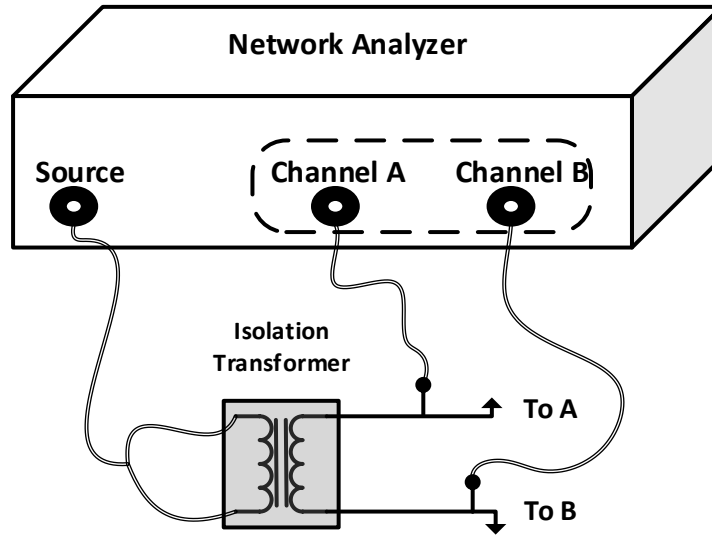 Network Analyzer
Source
Channel A
Channel B
Isolation
Transformer
To A
To B